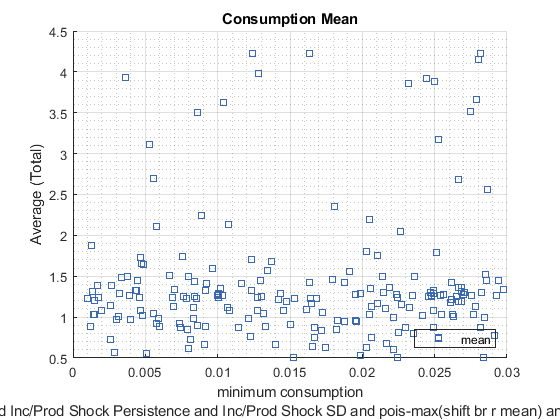 Consumption Mean
Average (Total)
4.5
4
3.5
3
2.5
2
1.5
1
0.5
mean
0 0.005 0.01 0.015 0.02 0.025 0.03
minimum consumption
d Inc/Prod Shock Persistence and Inc/Prod Shock SD and pois-max(shift br r mean) an